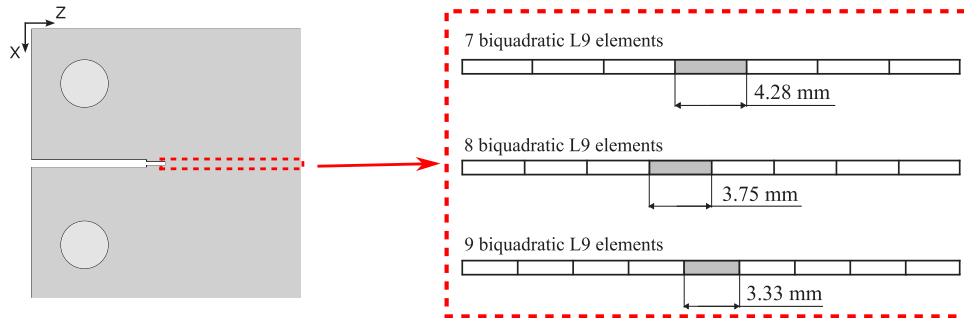 Z
X
7 biquadratic L9 elements
4.28 mm
8 biquadratic L9 elements
3.75 mm
9 biquadratic L9 elements
3.33 mm